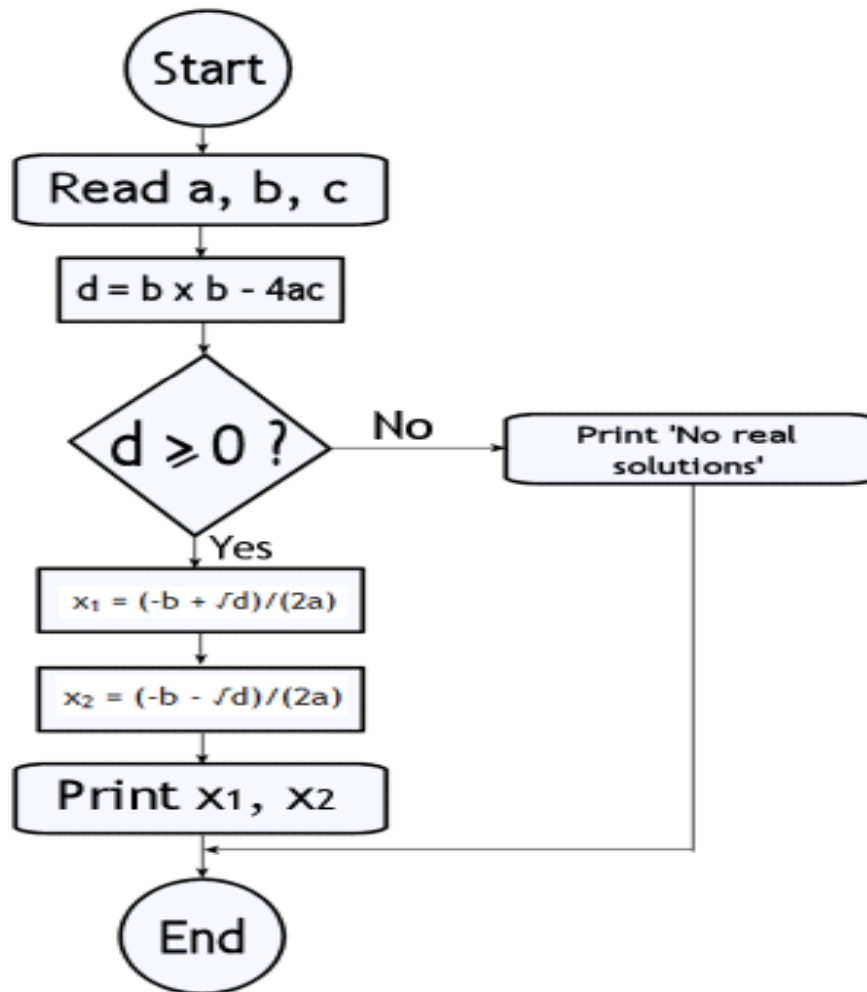 Start
Read a, b, c
d = b x b - 4ac
d ⩾ 0 ?
No
Print 'No real
solutions'
Yes
x₁ = (-b + √d)/(2a)
x₂ = (-b - √d)/(2a)
Print x1, x2
End